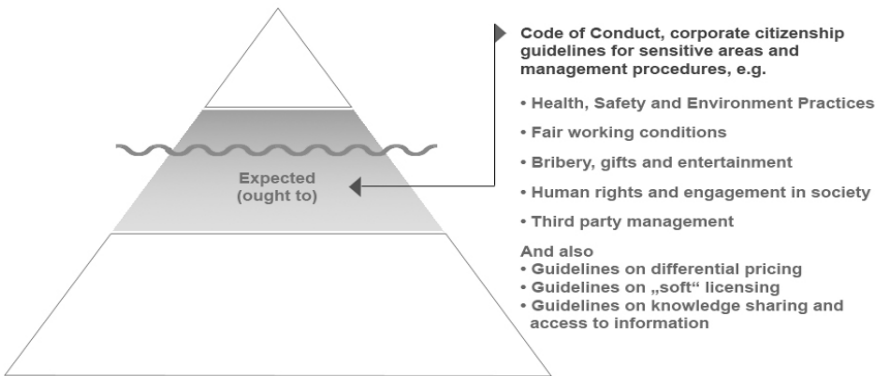 Code of Conduct, corporate citizenship
guidelines for sensitive areas and
management procedures, e.g.
• Health, Safety and Environment Practices
• Fair working conditions
• Bribery, gifts and entertainment
• Human rights and engagement in society
• Third party management
And also
• Guidelines on differential pricing
• Guidelines on „soft“ licensing
• Guidelines on knowledge sharing and
access to information
Expected
(ought to)